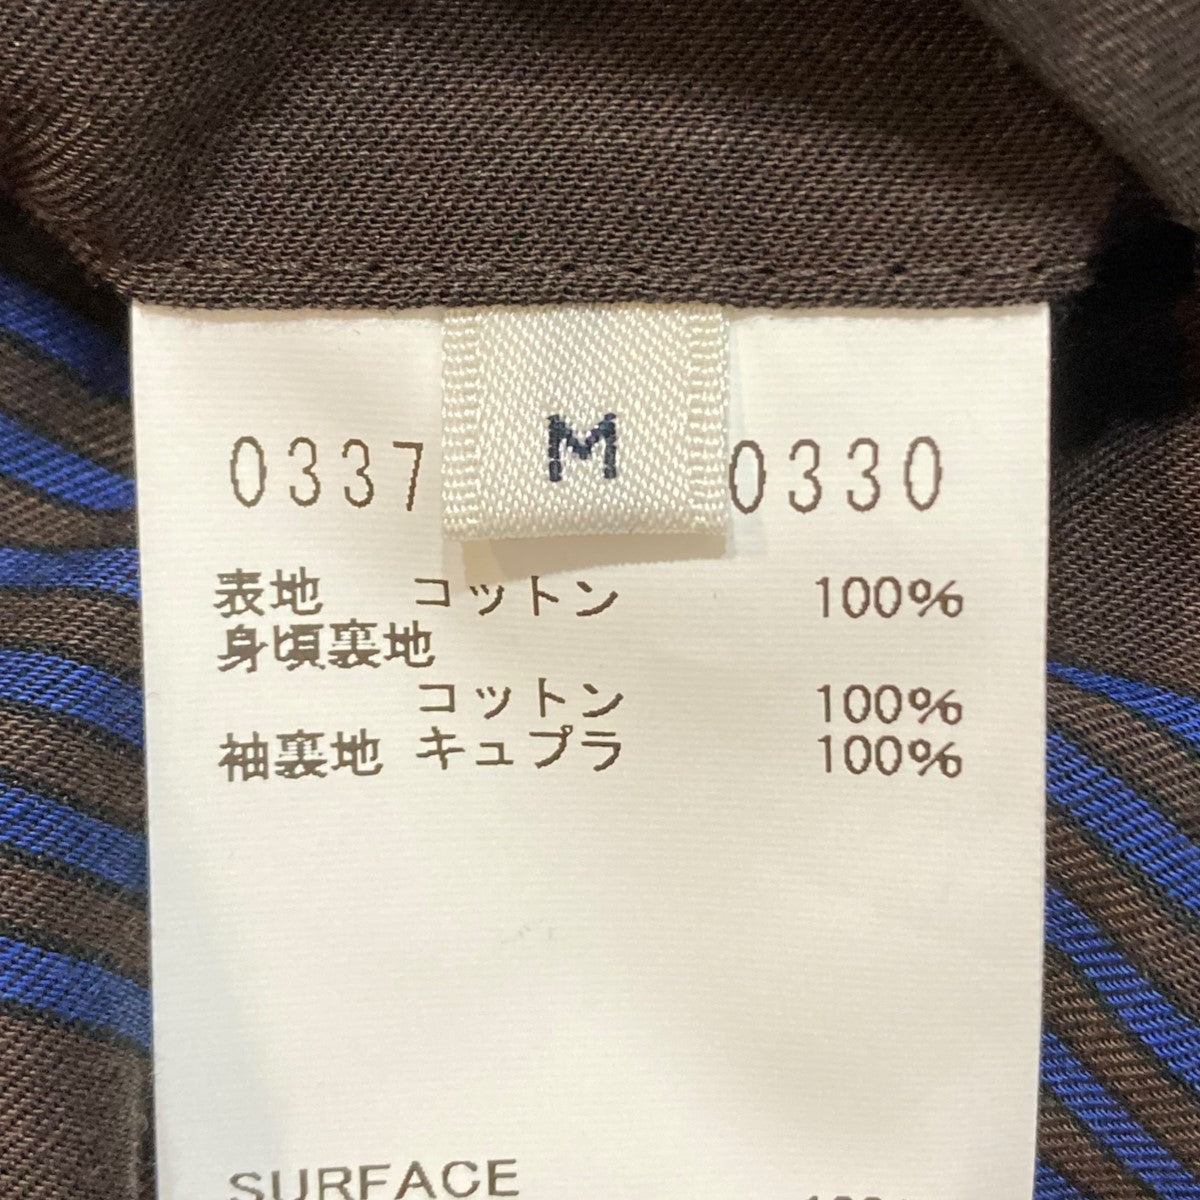 0337 M 0330
表地 コットン 100%
身頃裏地
コットン 100%
袖裏地 キュプラ 100%
SURFACE